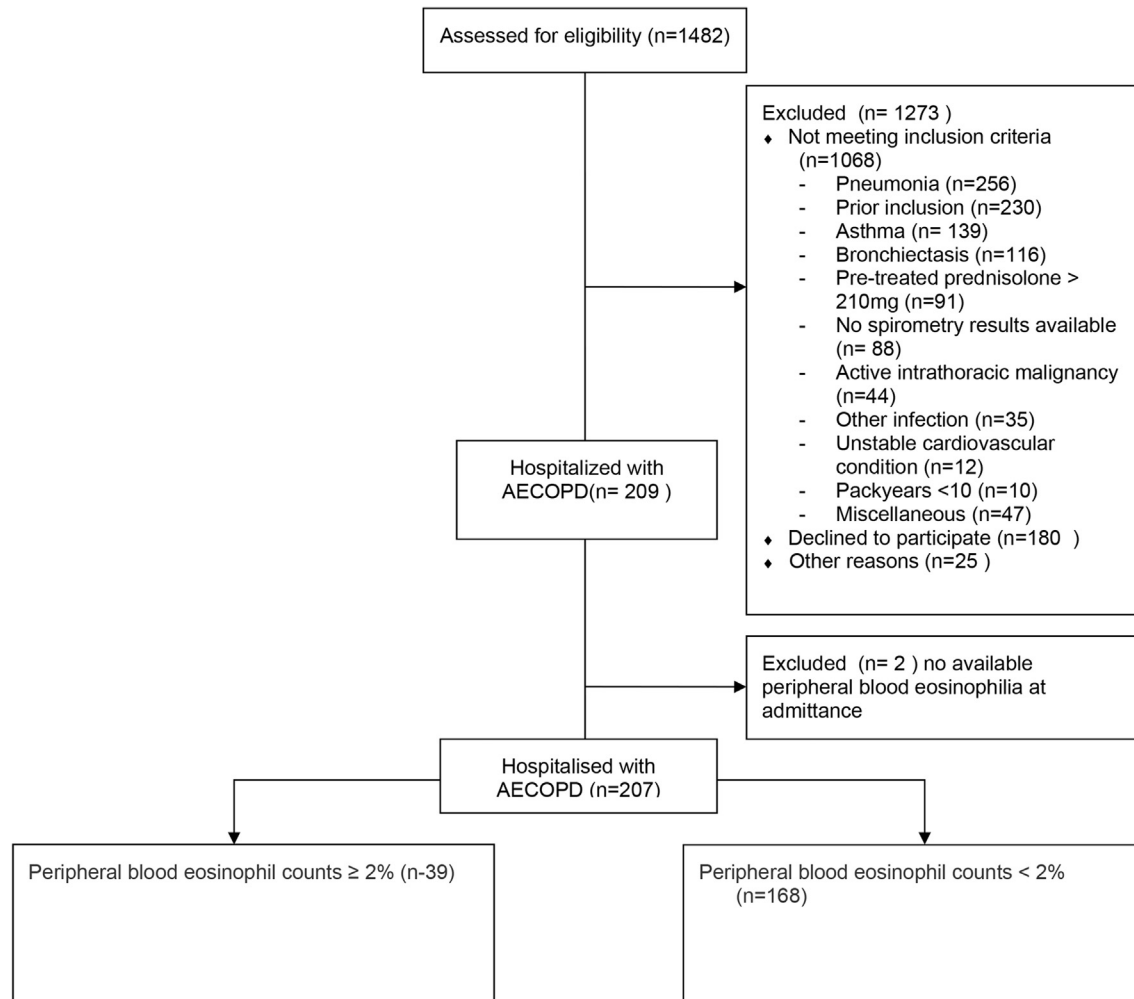 Assessed for eligibility (n=1482)
Excluded (n= 1273 )
♦ Not meeting inclusion criteria
(n=1068)
- Pneumonia (n=256)
- Prior inclusion (n=230)
- Asthma (n= 139)
- Bronchiectasis (n=116)
- Pre-treated prednisolone >
210mg (n=91)
- No spirometry results available
(n= 88)
- Active intrathoracic malignancy
(n=44)
- Other infection (n=35)
- Unstable cardiovascular
condition (n=12)
- Packyears <10 (n=10)
- Miscellaneous (n=47)
♦ Declined to participate (n=180 )
♦ Other reasons (n=25 )
Hospitalized with
AECOPD(n= 209 )
Excluded (n= 2 ) no available
peripheral blood eosinophilia at
admittance
Hospitalised with
AECOPD (n=207)
Peripheral blood eosinophil counts ≥ 2% (n-39)
Peripheral blood eosinophil counts < 2%
(n=168)